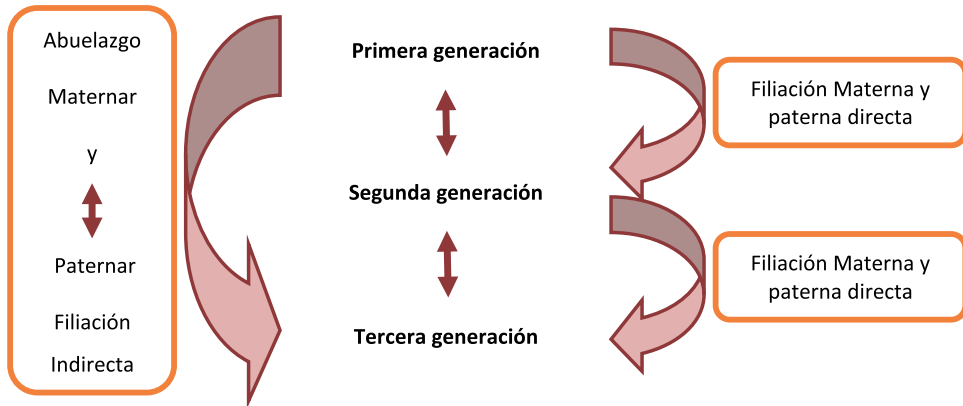 Abuelazgo
Maternar
y
Paternar
Filiación
Indirecta
Primera generación
Segunda generación
Tercera generación
Filiación Materna y
paterna directa
Filiación Materna y
paterna directa